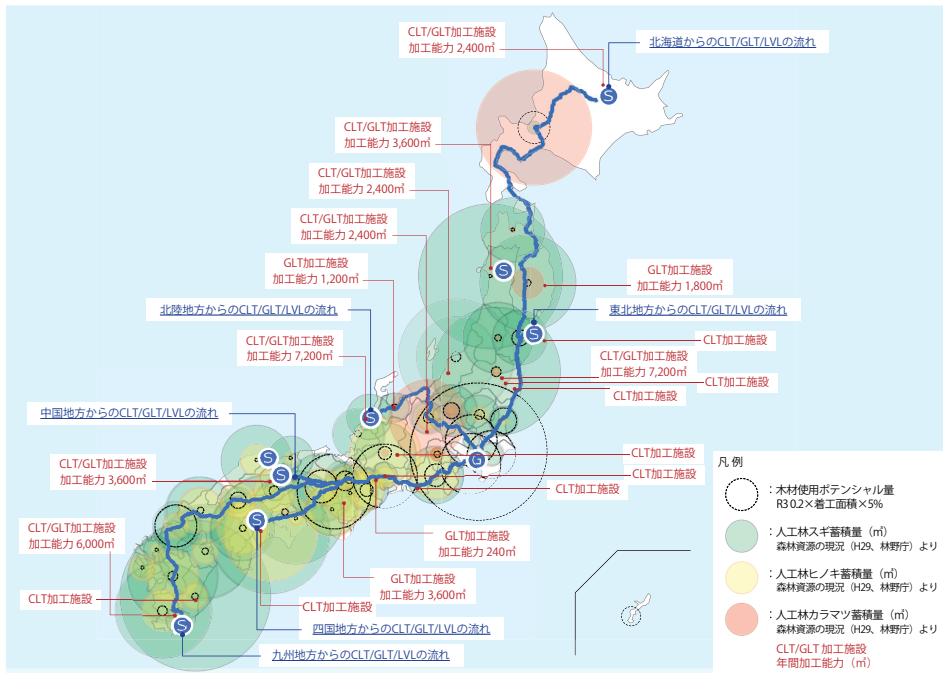 CLT/GLT加工施設
加工能力 2,400㎥
北海道からのCLT/GLT/LVLの流れ
S
CLT/GLT加工施設
加工能力 3,600㎥
CLT/GLT加工施設
加工能力 2,400㎥
CLT/GLT加工施設
加工能力 2,400㎥
GLT加工施設
加工能力 1,200㎥
S
GLT加工施設
加工能力 1,800㎥
北陸地方からのCLT/GLT/LVLの流れ
東北地方からのCLT/GLT/LVLの流れ
S
CLT/GLT加工施設
加工能力 7,200㎥
CLT加工施設
CLT/GLT加工施設
加工能力 7,200㎥
CLT加工施設
CLT加工施設
中国地方からのCLT/GLT/LVLの流れ
S
CLT/GLT加工施設
加工能力 3,600㎥
S
S
G
CLT加工施設
CLT加工施設
CLT加工施設
CLT/GLT加工施設
加工能力 6,000㎥
S
GLT加工施設
加工能力 240㎥
GLT加工施設
加工能力 3,600㎥
CLT加工施設
CLT加工施設
S
四国地方からのCLT/GLT/LVLの流れ
九州地方からのCLT/GLT/LVLの流れ
凡 例
：木材使用ポテンシャル量
R3 0.2×着工面積×5%
：人工林スギ蓄積量（㎥）
森林資源の現況（H29、林野庁）より
：人工林ヒノキ蓄積量（㎥）
森林資源の現況（H29、林野庁）より
：人工林カラマツ蓄積量（㎥）
森林資源の現況（H29、林野庁）より
CLT/GLT 加工施設
年間加工能力（㎥）